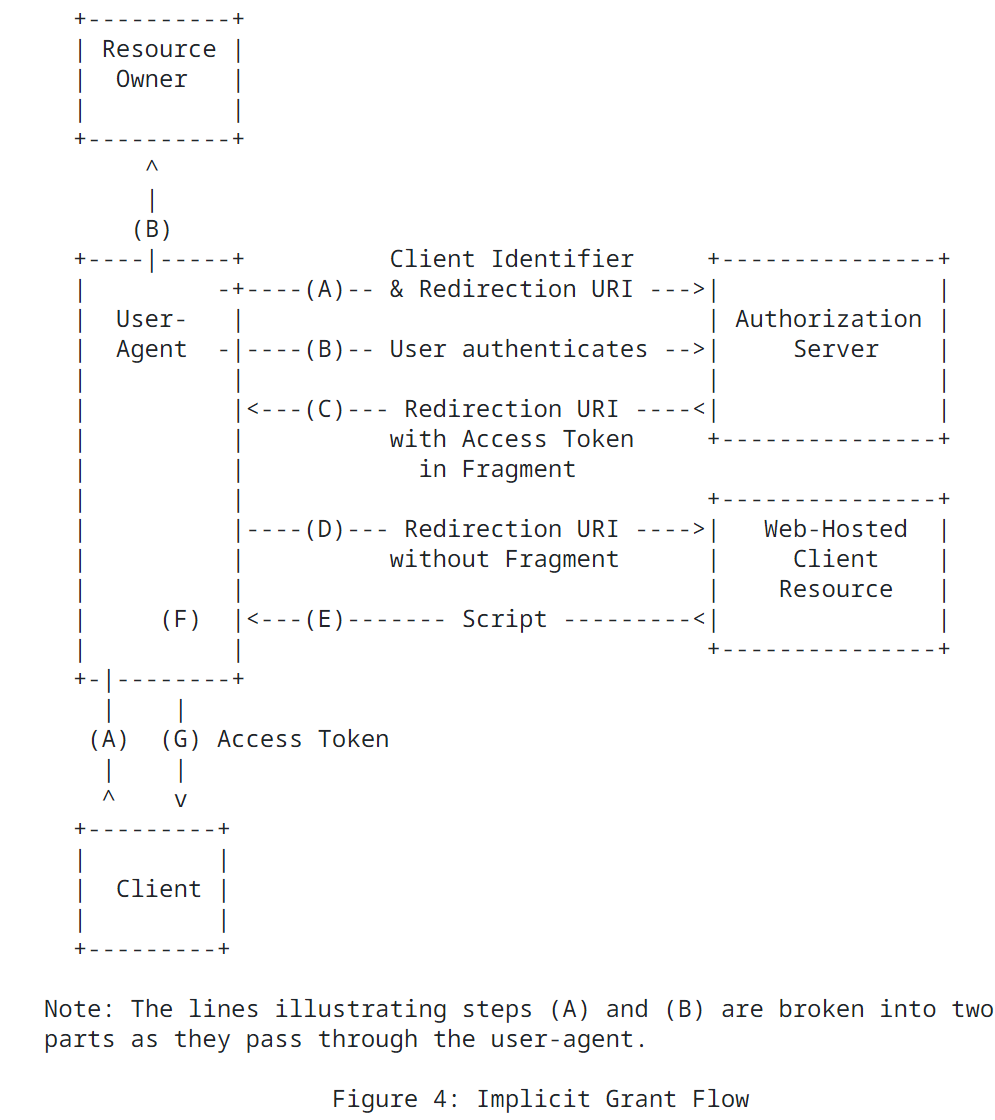 +----------+
| Resource |
|  Owner   |
|          |
+----------+
     ^
     |
    (B)
+----|-----+          Client Identifier     +---------------+
|         -+----(A)-- & Redirection URI --->|               |
|  User-   |                                | Authorization |
|  Agent  -|----(B)-- User authenticates -->|     Server    |
|          |                                |               |
|          |<---(C)--- Redirection URI ----<|               |
|          |          with Access Token     +---------------+
|          |            in Fragment
|          |                                +---------------+
|          |----(D)--- Redirection URI ---->|   Web-Hosted  |
|          |          without Fragment      |     Client    |
|          |                                |    Resource   |
|     (F)  |<---(E)------- Script ---------<|               |
|          |                                +---------------+
+-|--------+
  |    |
 (A)  (G) Access Token
  |    |
  ^    v
+---------+
|         |
|  Client |
|         |
+---------+
Note: The lines illustrating steps (A) and (B) are broken into two
parts as they pass through the user-agent.
Figure 4: Implicit Grant Flow